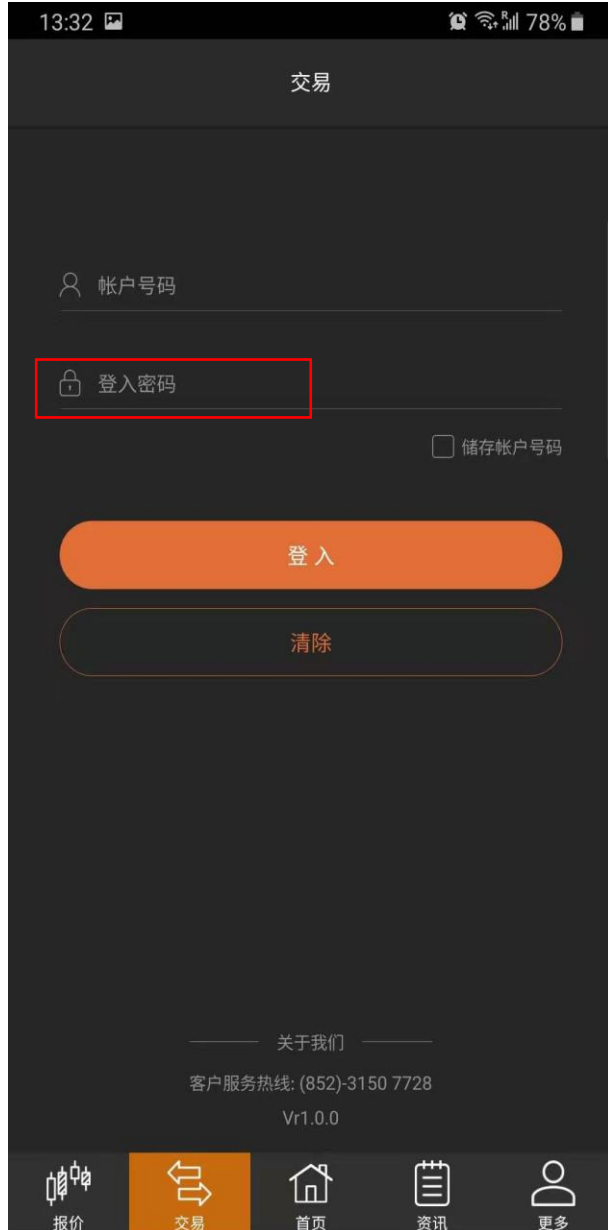 13:32
R 78%
交易
帐户号码
登入密码
储存帐户号码
登入
清除
关于我们
客户服务热线: (852)-3150 7728
Vr1.0.0
报价 交易 首页 资讯 更多